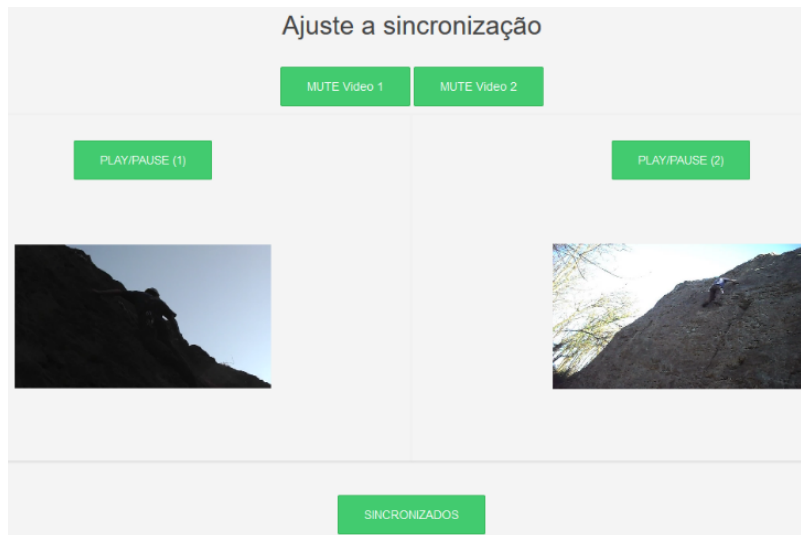 Ajuste a sincronização
MUTE Video 1 MUTE Video 2
PLAY/PAUSE (1) PLAY/PAUSE (2)
SINCRONIZADOS